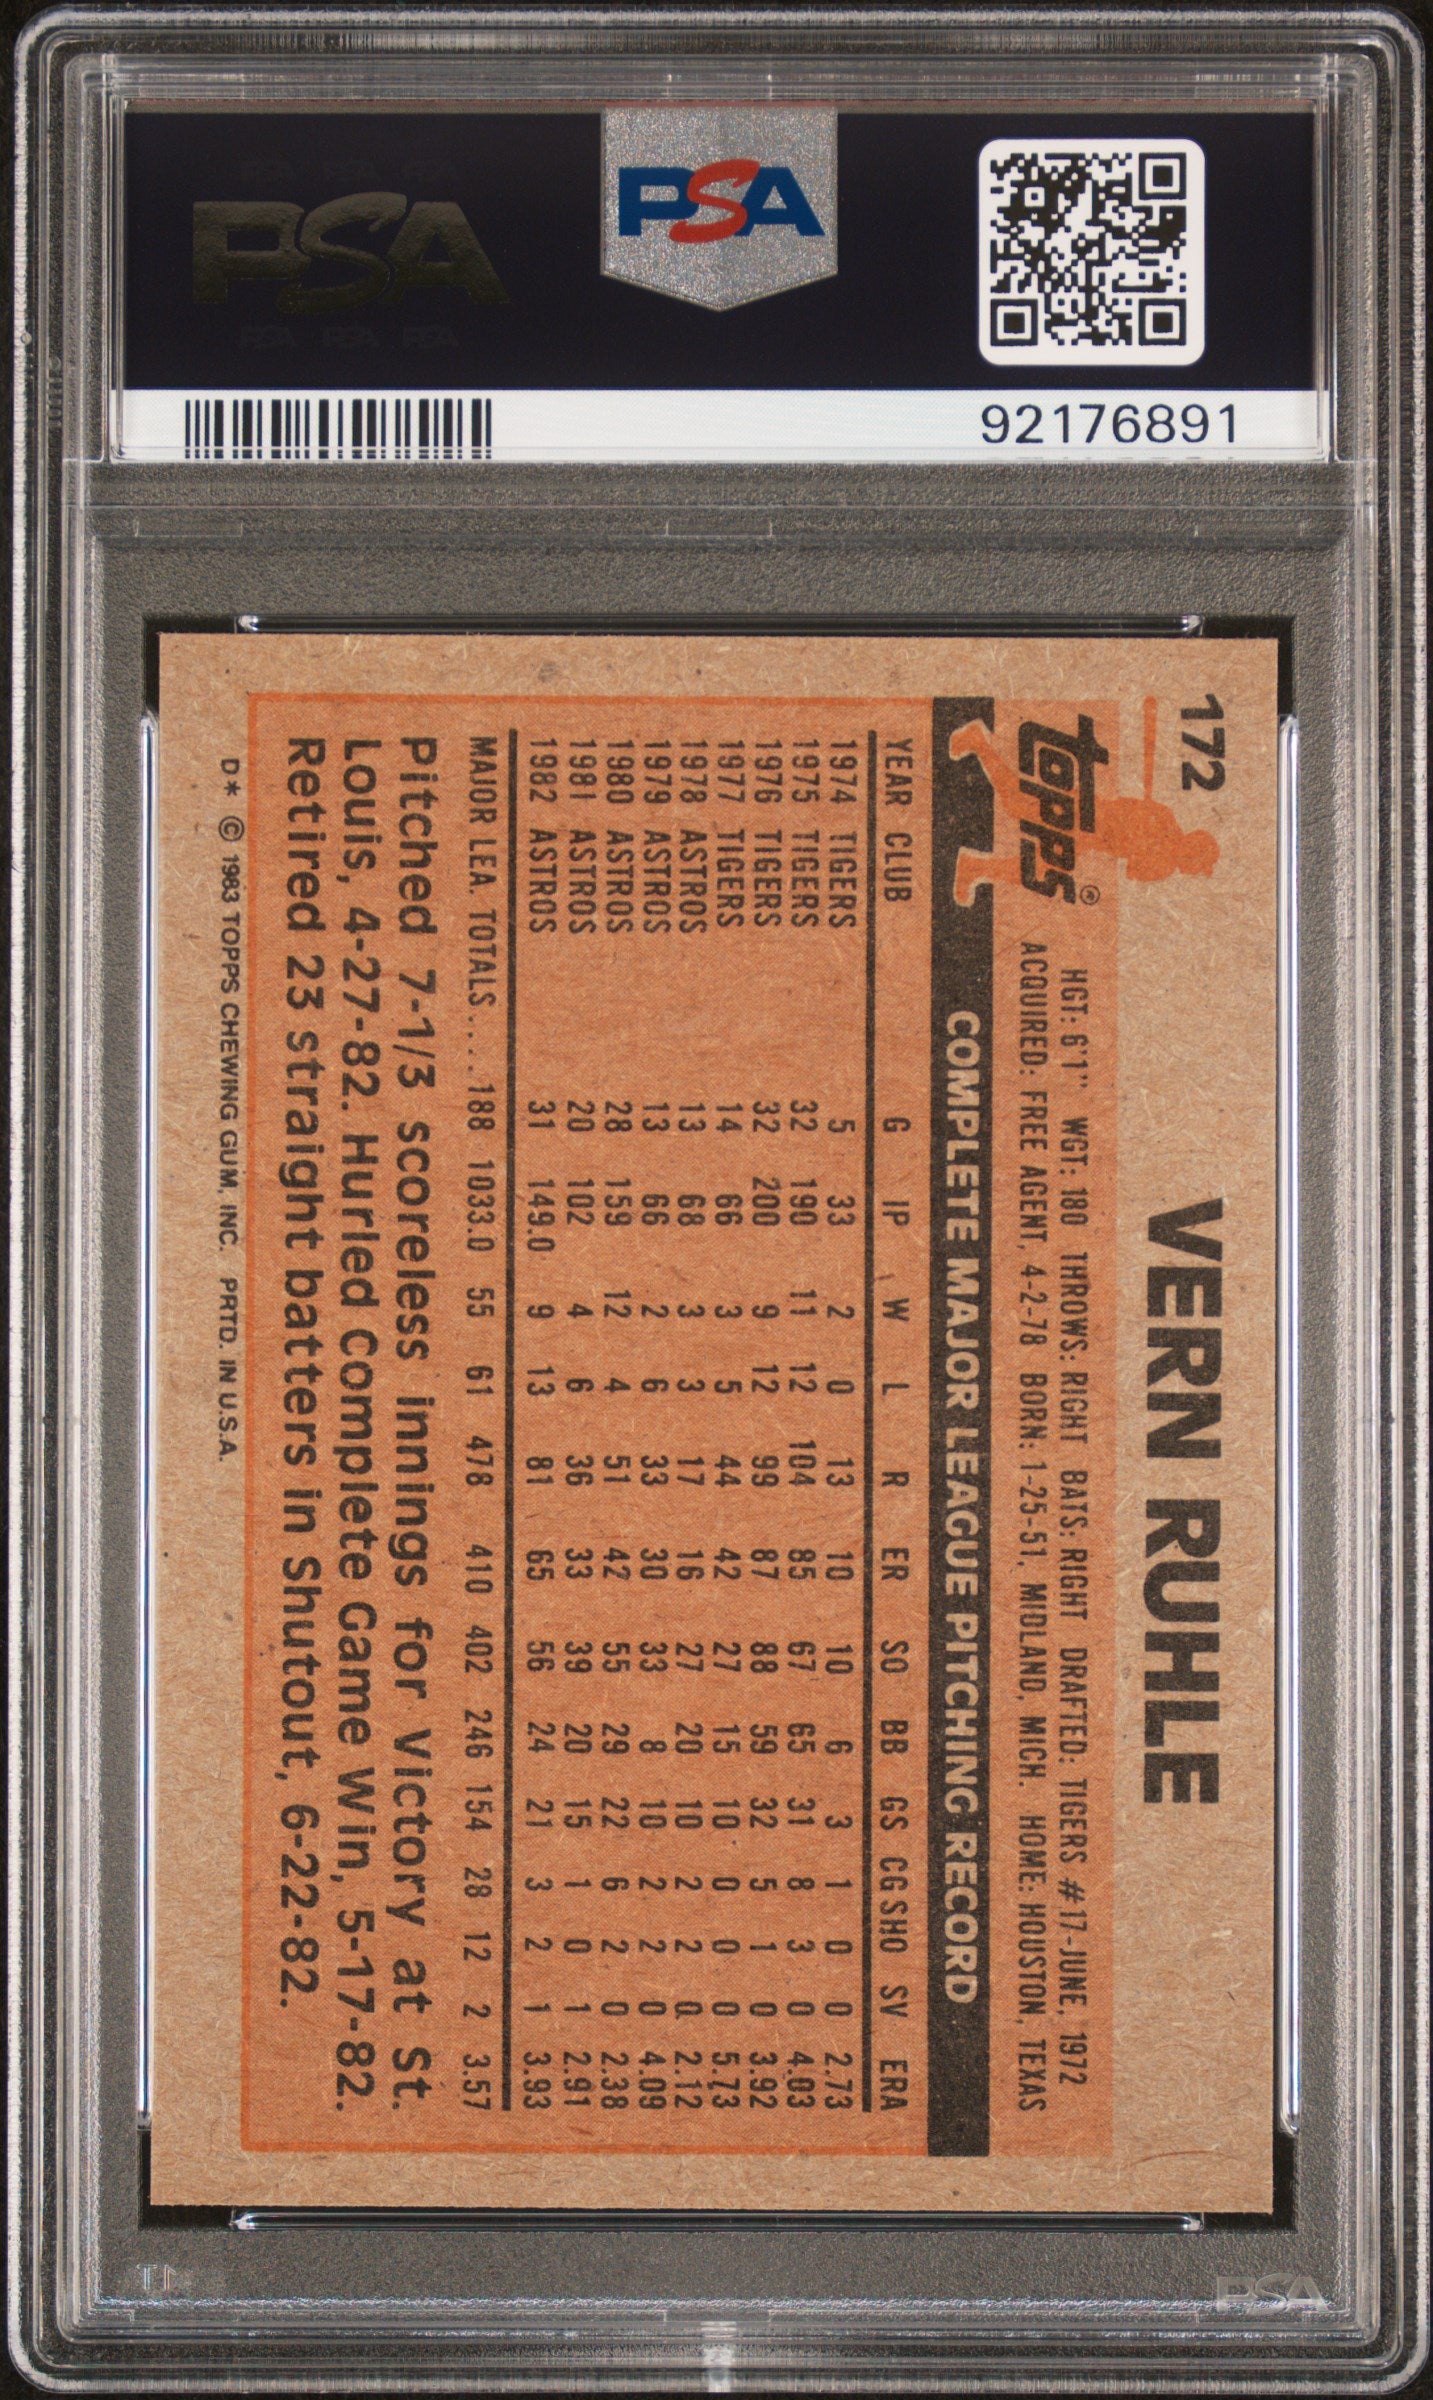 PSA
PSA
92176891
172
VERN RUHLE
Topps®
HGT: 6'1" WGT: 180 THROWS: RIGHT BATS: RIGHT DRAFTED: TIGERS #17-JUNE, 1972
ACQUIRED: FREE AGENT, 4-2-78 BORN: 1-25-51, MIDLAND, MICH. HOME: HOUSTON, TEXAS
COMPLETE MAJOR LEAGUE PITCHING RECORD
YEAR CLUB G IP W L R ER SO BB GS CG SHO SV ERA
1974 TIGERS 5 33 2 0 13 10 10 6 3 1 0 0 2.73
1975 TIGERS 32 190 11 12 104 85 67 65 31 8 3 0 4.03
1976 TIGERS 32 200 9 12 99 87 88 59 32 5 1 0 3.92
1977 TIGERS 14 66 3 5 44 42 27 15 10 0 0 0 5.73
1978 ASTROS 13 68 3 3 17 16 27 20 10 2 2 0 2.12
1979 ASTROS 13 66 2 6 33 30 33 8 10 2 2 0 4.09
1980 ASTROS 28 159 12 4 51 42 55 29 22 6 2 0 2.38
1981 ASTROS 20 102 4 6 36 33 39 20 15 1 0 1 2.91
1982 ASTROS 31 149.0 9 13 81 65 56 24 21 3 2 1 3.93
MAJOR LEA. TOTALS.... 188 1033.0 55 61 478 410 402 246 154 28 12 2 3.57
Pitched 7-1/3 scoreless innings for Victory at St.
Louis, 4-27-82. Hurled Complete Game Win, 5-17-82.
Retired 23 straight batters in Shutout, 6-22-82.
D* © 1983 TOPPS CHEWING GUM, INC. PRTD. IN U.S.A.
PSA